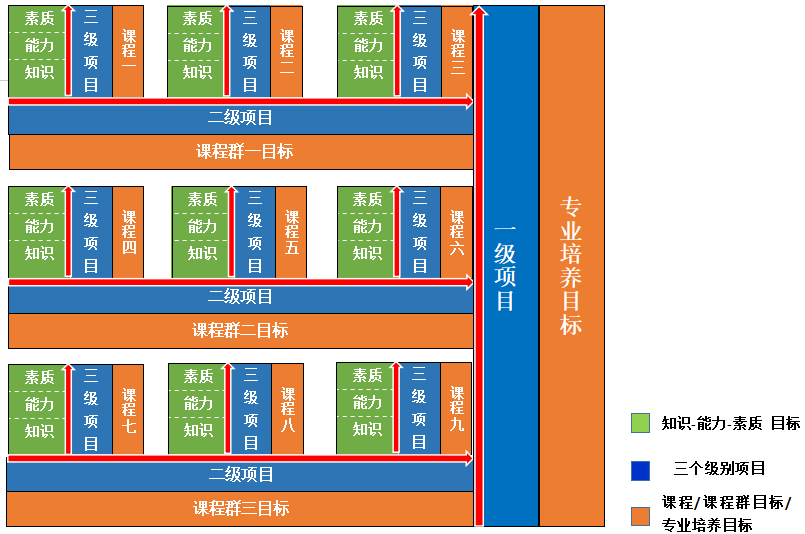 素质
能力
知识
三级项目
课程一
素质
能力
知识
三级项目
课程二
素质
能力
知识
三级项目
课程三
二级项目
课程群一目标
素质
能力
知识
三级项目
课程四
素质
能力
知识
三级项目
课程五
素质
能力
知识
三级项目
课程六
二级项目
课程群二目标
素质
能力
知识
三级项目
课程七
素质
能力
知识
三级项目
课程八
素质
能力
知识
三级项目
课程九
二级项目
课程群三目标
一级项目
专业培养目标
知识-能力-素质 目标
三个级别项目
课程/课程群目标/
专业培养目标